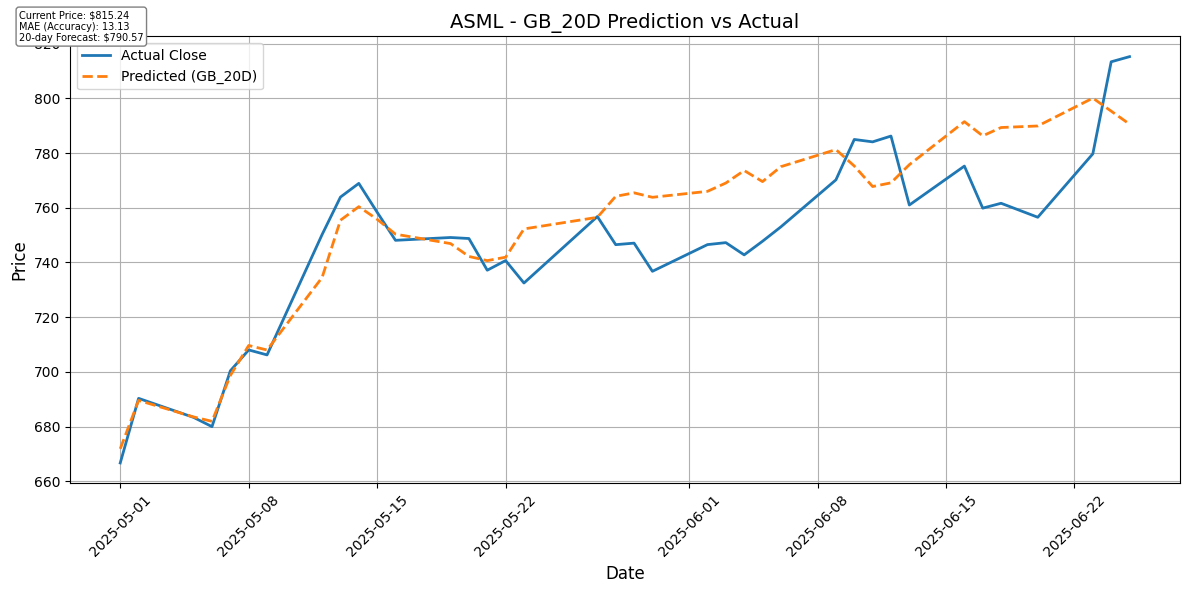 ASML - GB_20D Prediction vs Actual
Current Price: $815.24
MAE (Accuracy): 13.13
20-day Forecast: $790.57
Actual Close
Predicted (GB_20D)
Price
820
800
780
760
740
720
700
680
660
2025-05-01
2025-05-08
2025-05-15
2025-05-22
2025-06-01
2025-06-08
2025-06-15
2025-06-22
Date